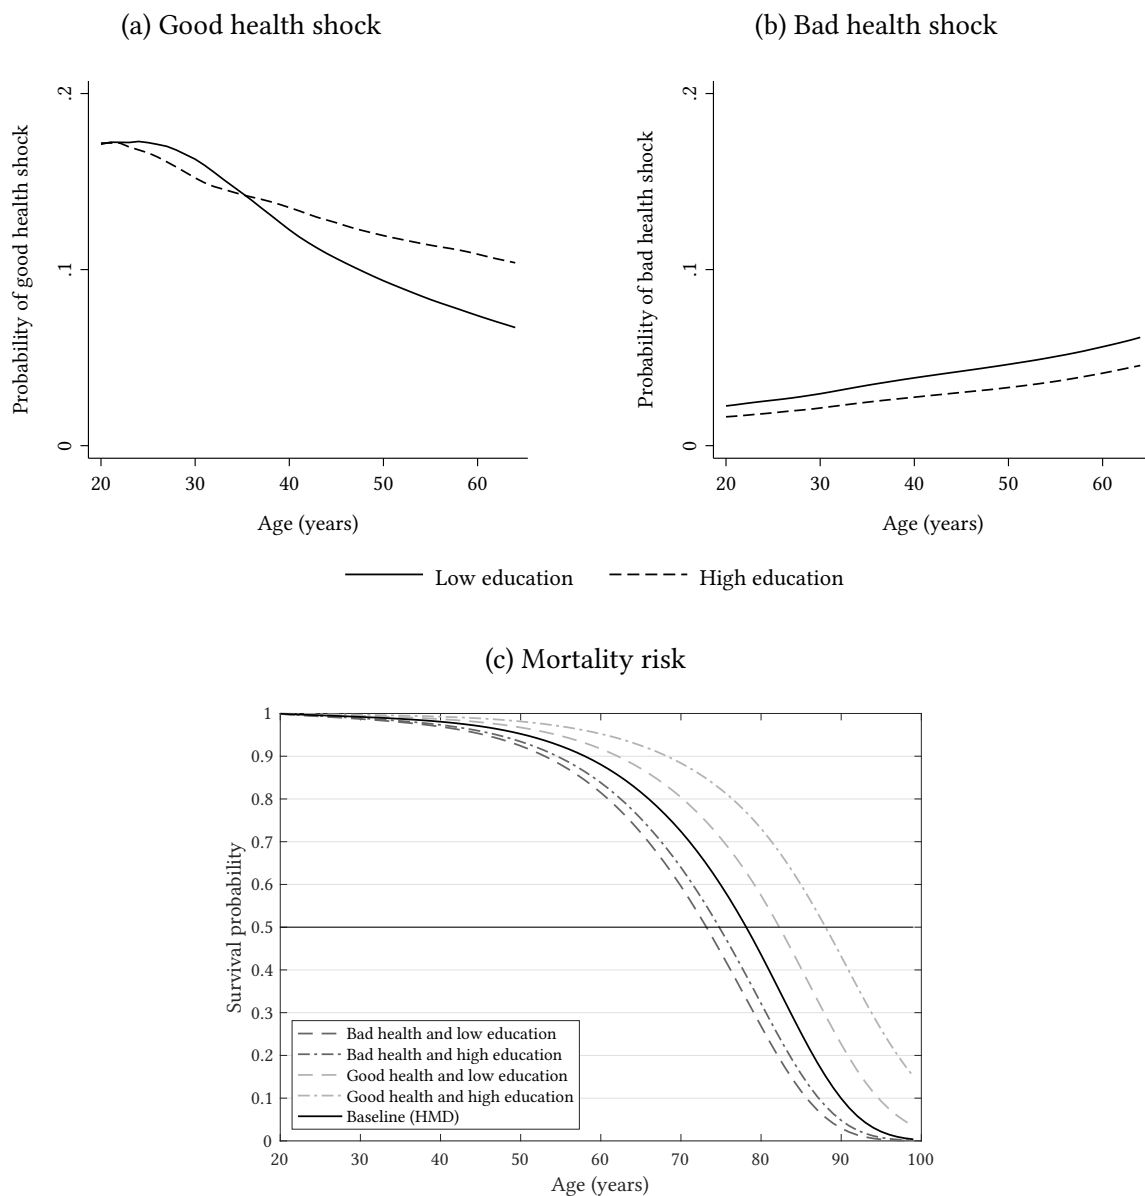 (a) Good health shock
(b) Bad health shock
Probability of good health shock
.2
.1
0
20 30 40 50 60
Age (years)
Probability of bad health shock
.2
.1
0
20 30 40 50 60
Age (years)
Low education
High education
(c) Mortality risk
Survival probability
1
0.9
0.8
0.7
0.6
0.5
0.4
0.3
0.2
0.1
0
Bad health and low education
Bad health and high education
Good health and low education
Good health and high education
Baseline (HMD)
20 30 40 50 60 70 80 90 100
Age (years)